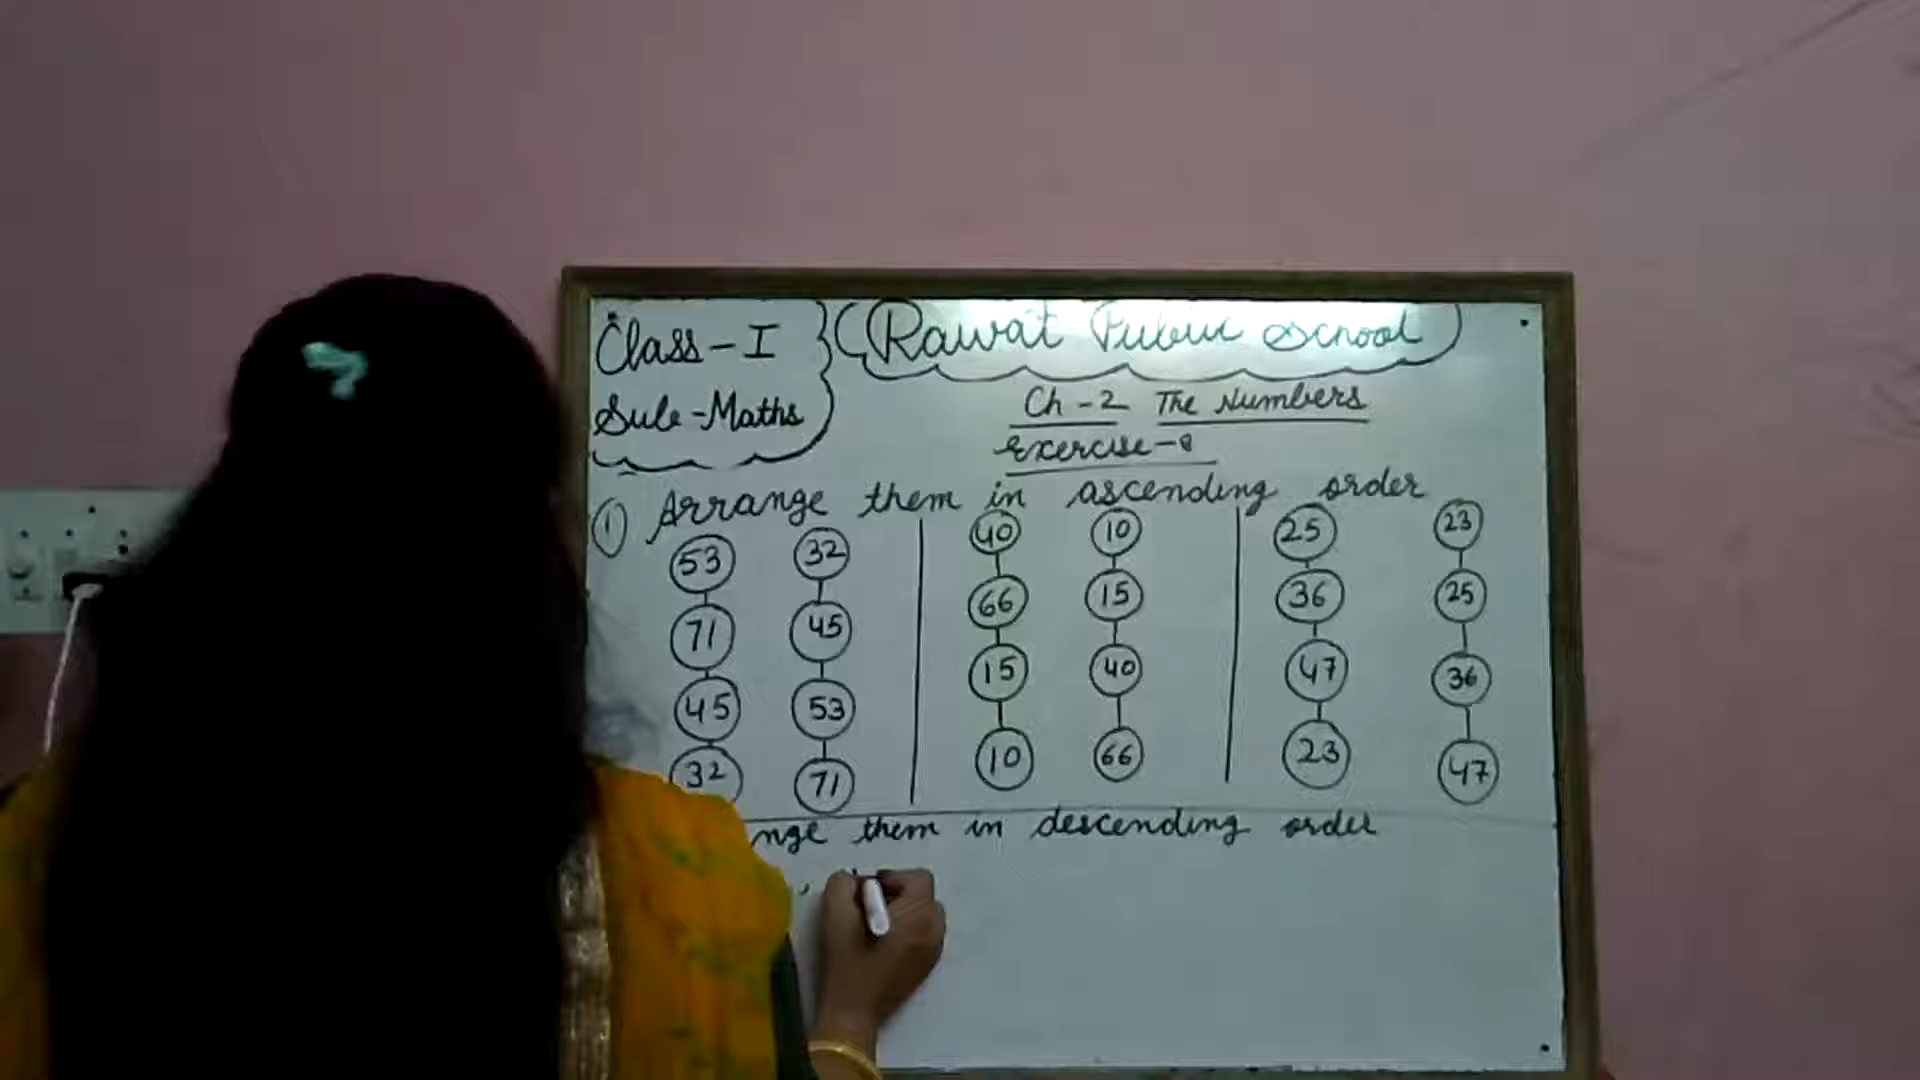 Class-I
Rawat Public School
Sub-Maths
Ch-2 The Numbers
Exercise-8
① Arrange them in ascending order
53 32 40 10 25 23
71 45 66 15 36 25
45 53 15 40 47 36
32 71 10 66 23 47
nge them in descending order